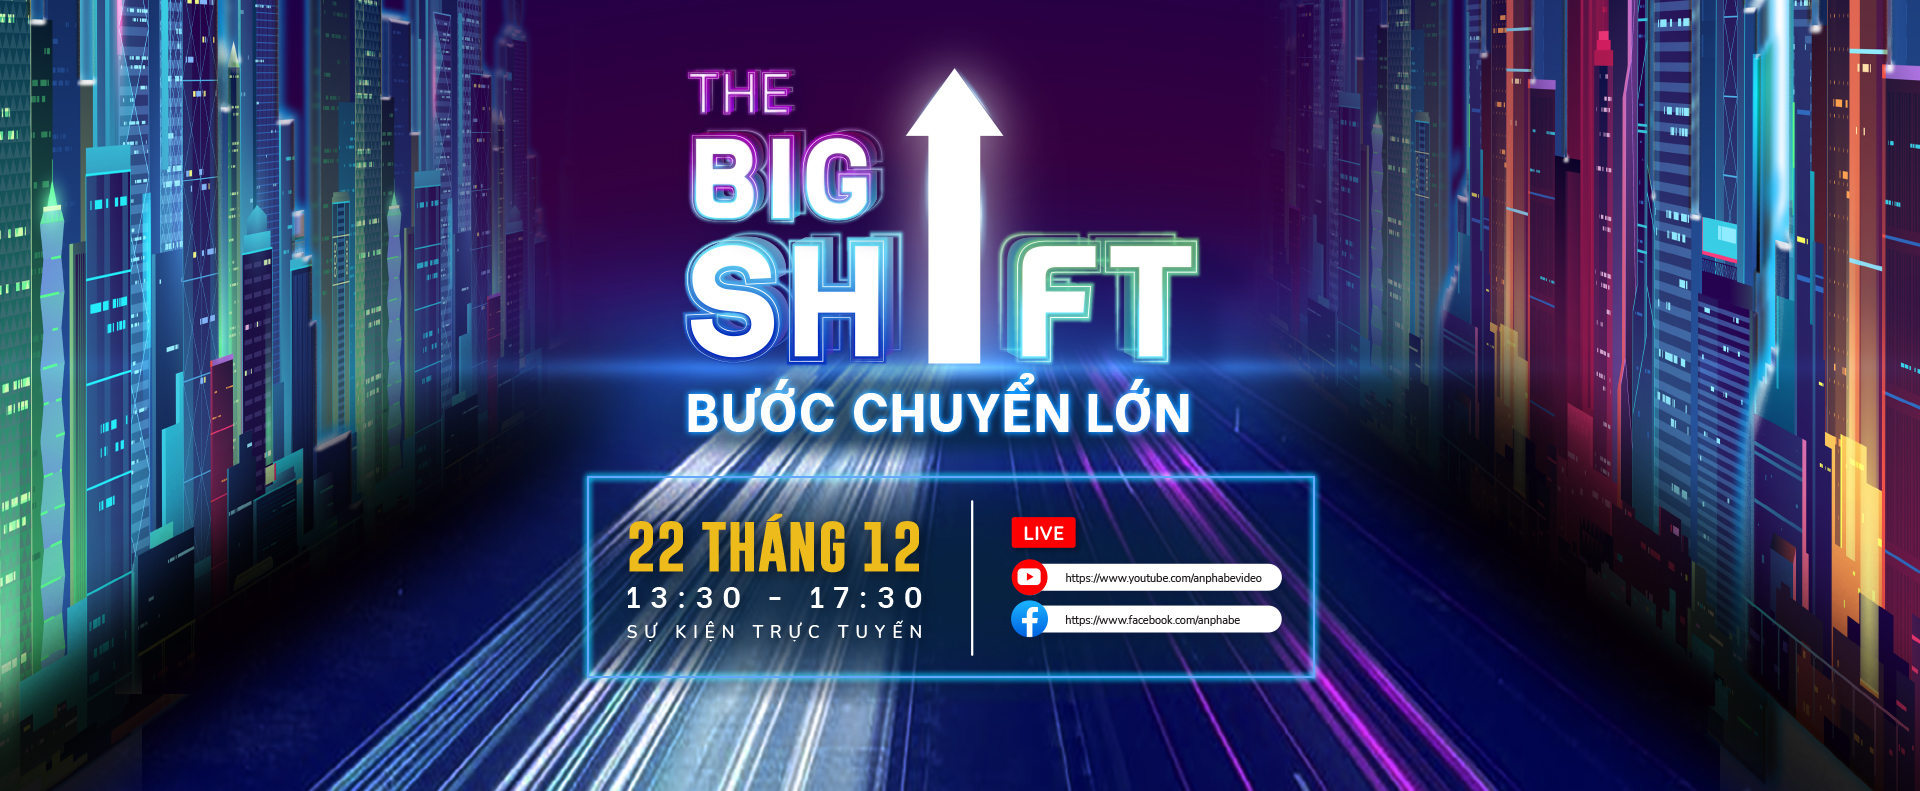 THE
BIG
SHIFT
BƯỚC CHUYỂN LỚN
22 THÁNG 12
13:30 - 17:30
SỰ KIỆN TRỰC TUYẾN
LIVE
https://www.youtube.com/anphabevideo
https://www.facebook.com/anphabe